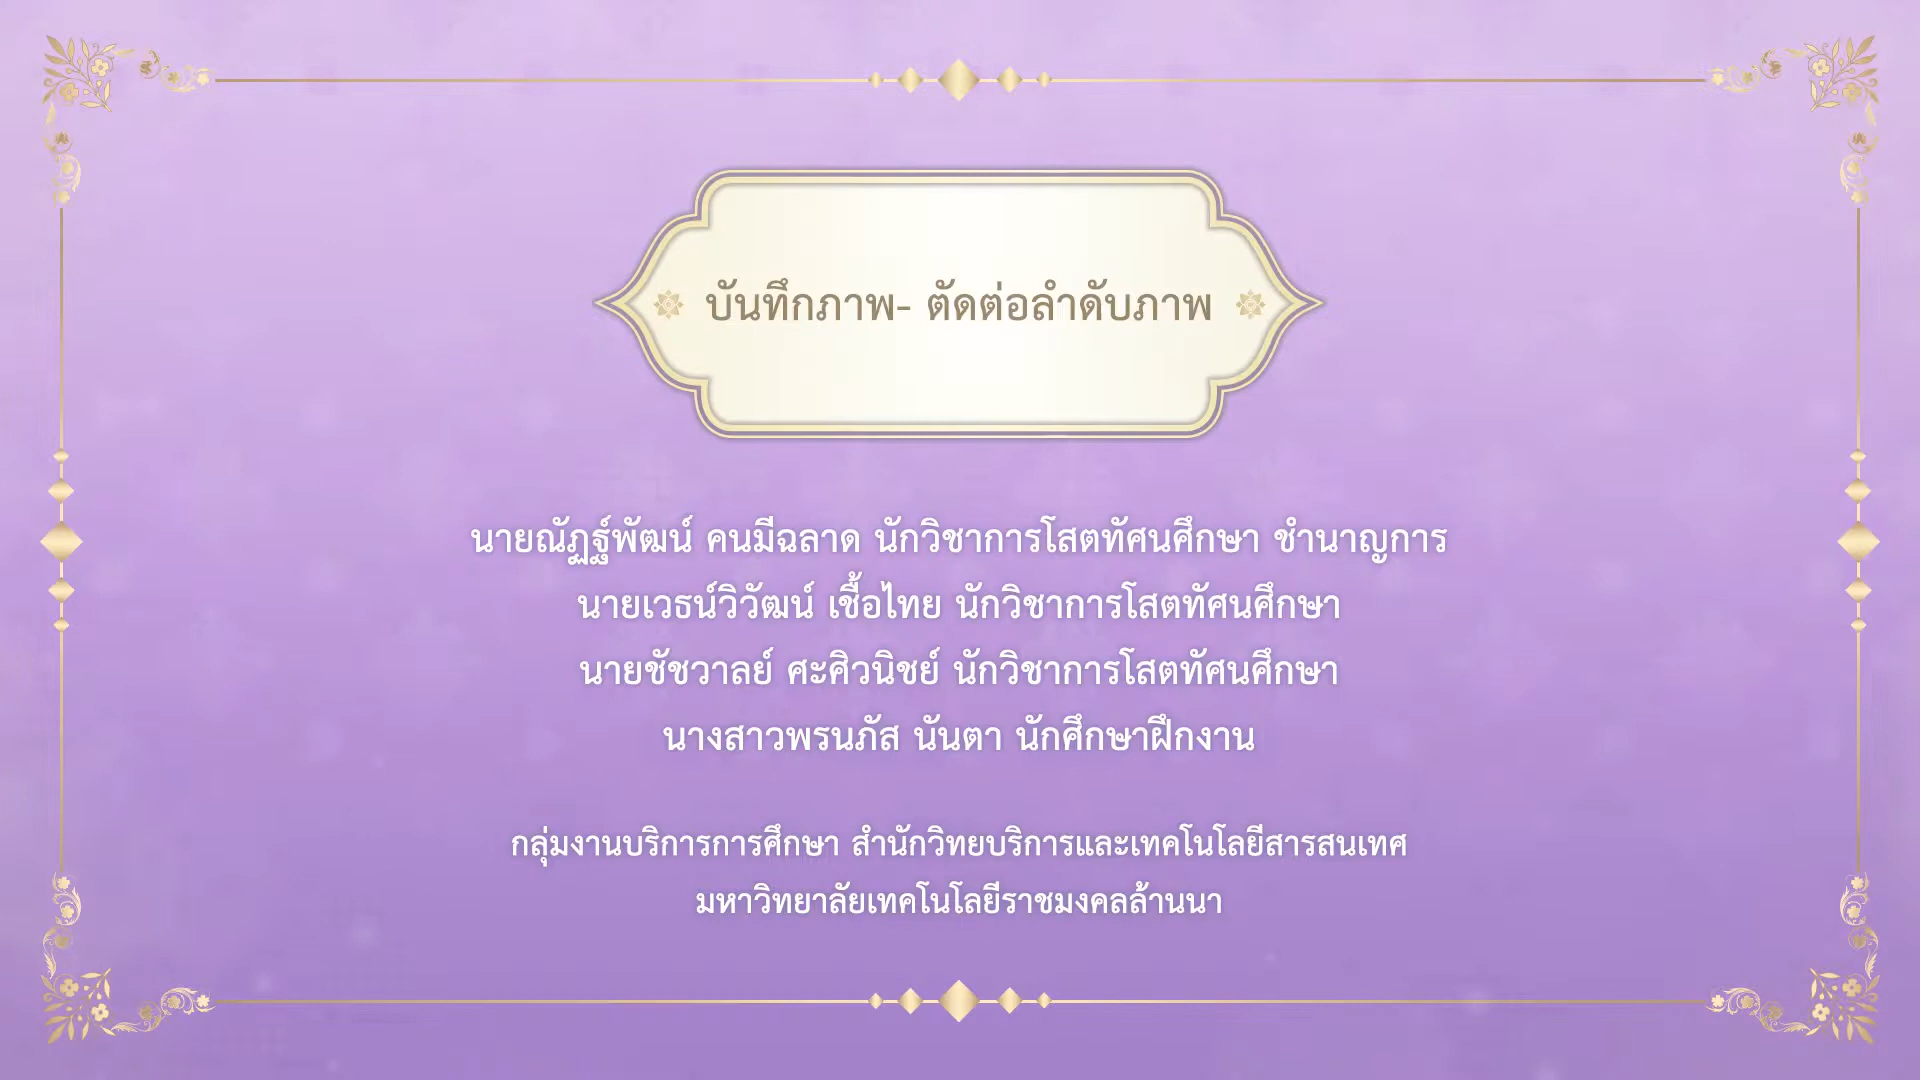 บันทึกภาพ- ตัดต่อลำดับภาพ
นายณัฏฐ์พัฒน์ คนมีฉลาด นักวิชาการโสตทัศนศึกษา ชำนาญการ
นายเวธน์วิวัฒน์ เชื้อไทย นักวิชาการโสตทัศนศึกษา
นายชัชวาลย์ ศะศิวนิชย์ นักวิชาการโสตทัศนศึกษา
นางสาวพรนภัส นันตา นักศึกษาฝึกงาน
กลุ่มงานบริการการศึกษา สำนักวิทยบริการและเทคโนโลยีสารสนเทศ
มหาวิทยาลัยเทคโนโลยีราชมงคลล้านนา